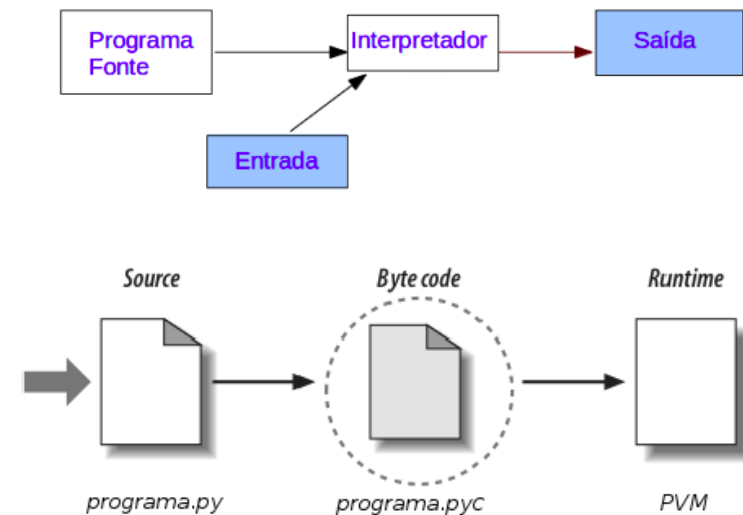 Programa
Fonte
Interpretador
Saída
Entrada
Source
Byte code
Runtime
programa.py
programa.pyc
PVM